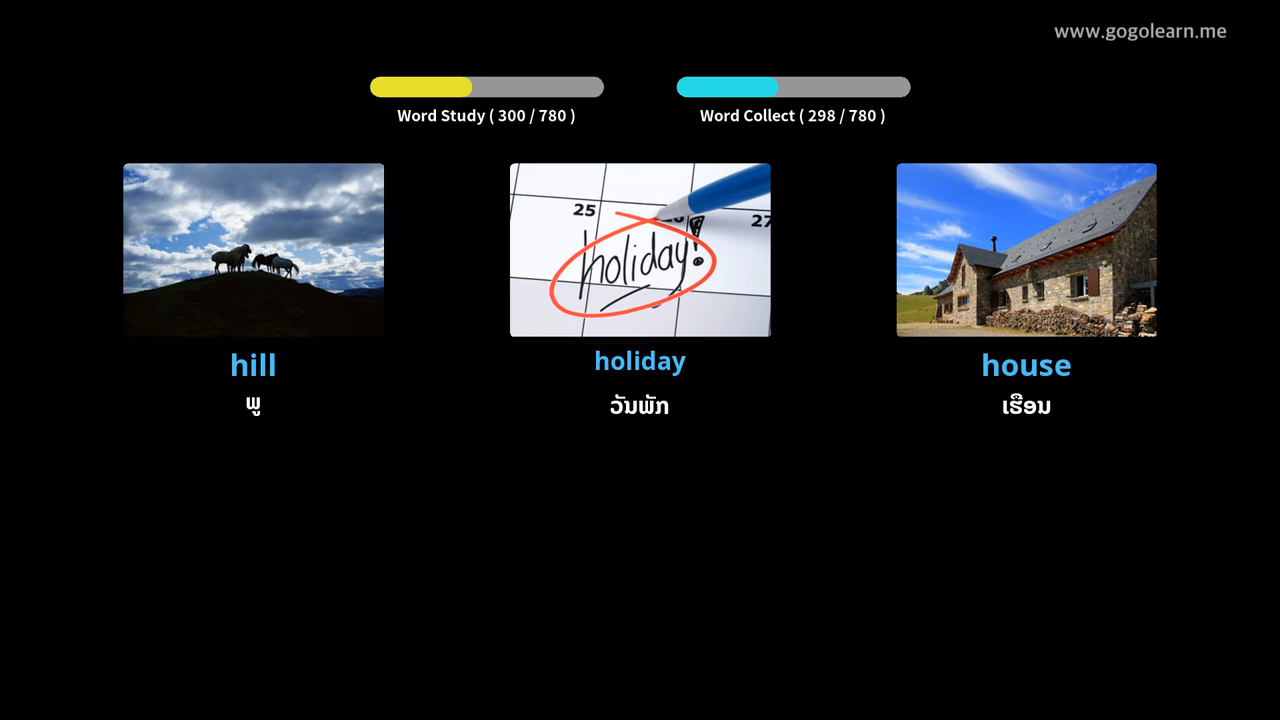 www.gogolearn.me
Word Study ( 300 / 780 )
Word Collect ( 298 / 780 )
25
27
holiday!
hill
holiday
house
ພູ
ວັນພັກ
ເຮືອນ